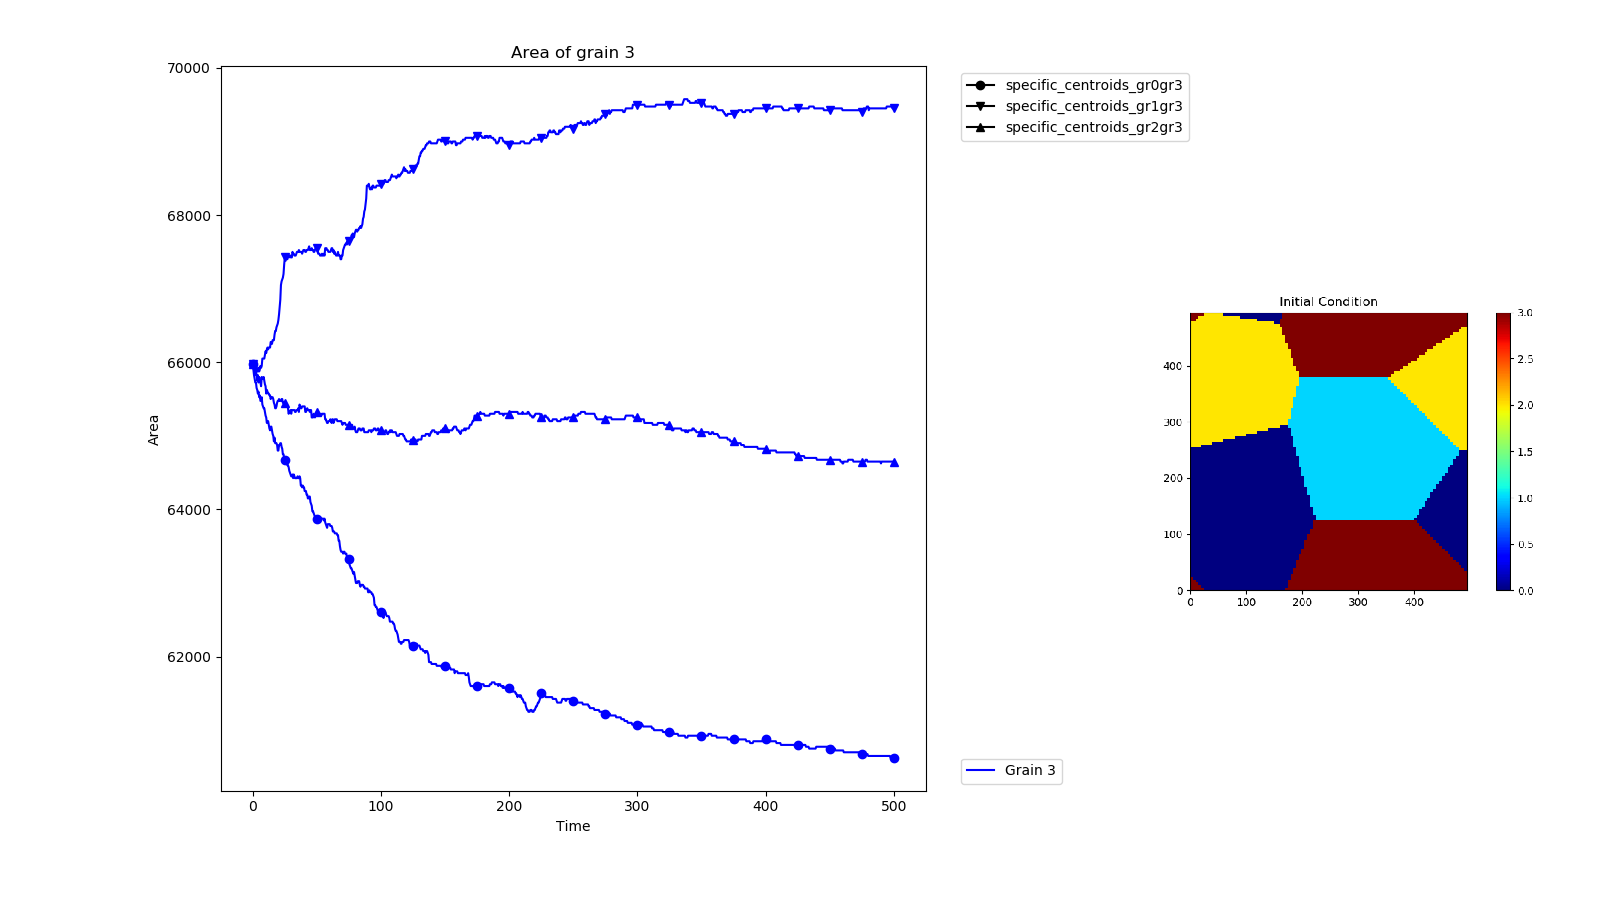 Area of grain 3
70000
68000
66000
64000
62000
Area
0 100 200 300 400 500
Time
specific_centroids_gr0gr3
specific_centroids_gr1gr3
specific_centroids_gr2gr3
Grain 3
Initial Condition
400
300
200
100
0
0 100 200 300 400
3.0
2.5
2.0
1.5
1.0
0.5
0.0